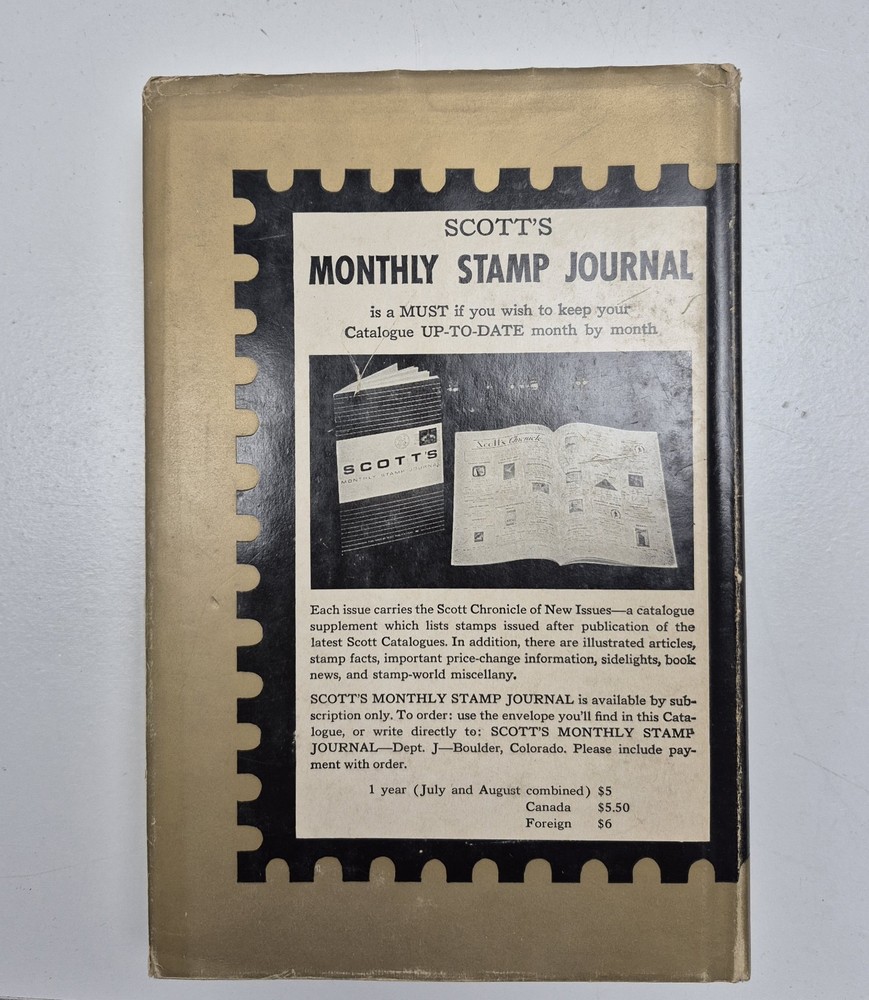 SCOTT'S
MONTHLY STAMP JOURNAL
is a MUST if you wish to keep your
Catalogue UP-TO-DATE month by month
SCOTT'S
MONTHLY STAMP JOURNAL
Each issue carries the Scott Chronicle of New Issues—a catalogue
supplement which lists stamps issued after publication of the
latest Scott Catalogues. In addition, there are illustrated articles,
stamp facts, important price-change information, sidelights, book
news, and stamp-world miscellany.
SCOTT'S MONTHLY STAMP JOURNAL is available by sub-
scription only. To order: use the envelope you'll find in this Cata-
logue, or write directly to: SCOTT'S MONTHLY STAMP
JOURNAL—Dept. J—Boulder, Colorado. Please include pay-
ment with order.
1 year (July and August combined) $5
Canada $5.50
Foreign $6